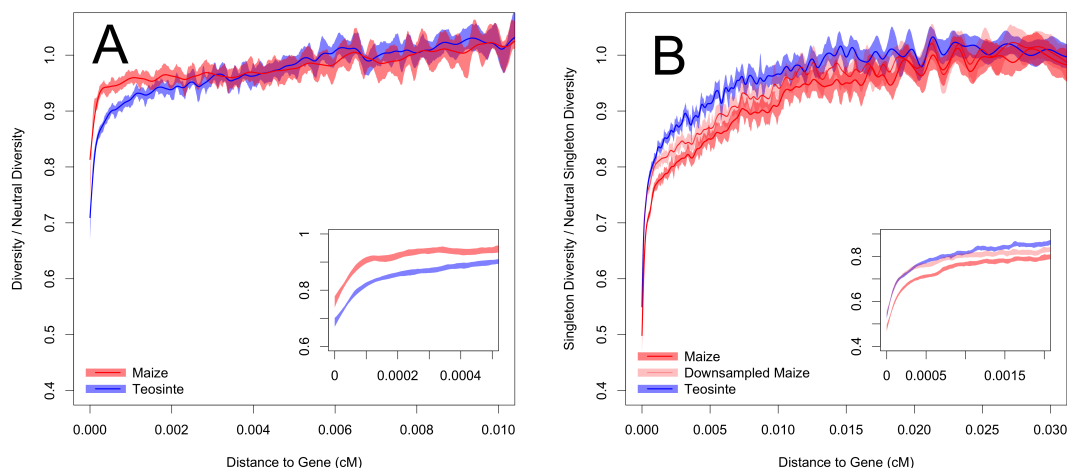 A
Diversity / Neutral Diversity
1.0
0.9
0.8
0.7
0.6
0.5
0.4
1
0.8
0.6
0 0.0002 0.0004
Maize
Teosinte
0.000 0.002 0.004 0.006 0.008 0.010
Distance to Gene (cM)
B
Singleton Diversity / Neutral Singleton Diversity
1.0
0.9
0.8
0.7
0.6
0.5
0.4
0.8
0.6
0.4
0 0.0005 0.0015
Maize
Downsampled Maize
Teosinte
0.000 0.005 0.010 0.015 0.020 0.025 0.030
Distance to Gene (cM)